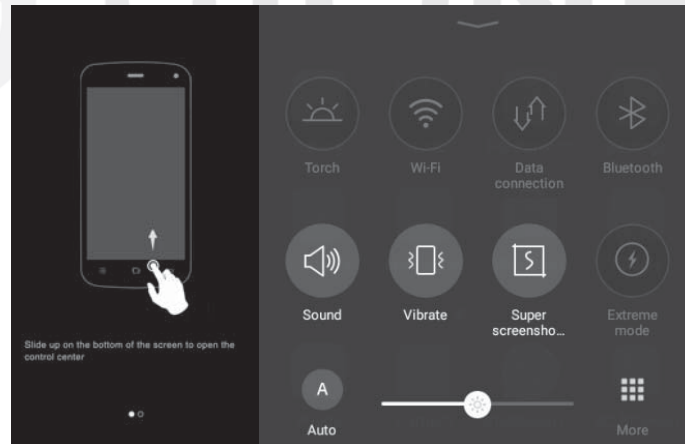 Slide up on the bottom of the screen to open the
control center
Torch
Wi-Fi
Data
connection
Bluetooth
Sound
Vibrate
Super
screensho...
Extreme
mode
A
Auto
More